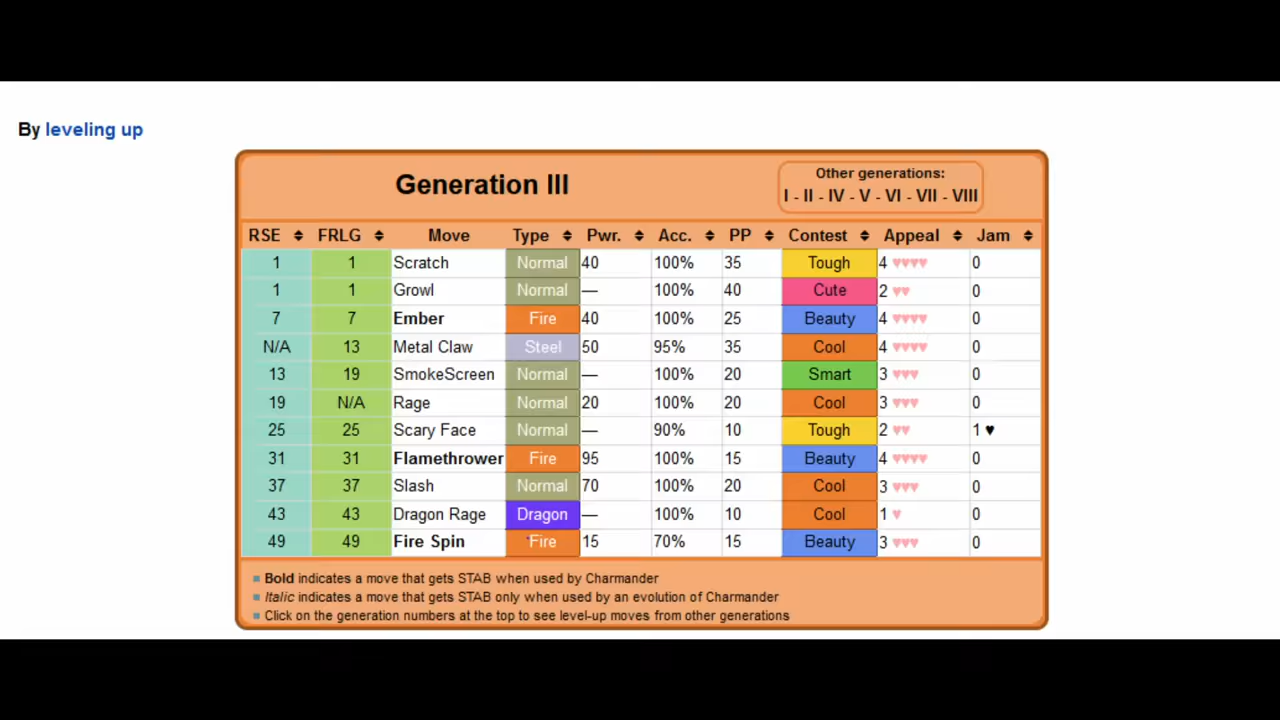 By leveling up
Generation III
Other generations:
I - II - IV - V - VI - VII - VIII
RSE FRLG Move Type Pwr. Acc. PP Contest Appeal Jam
1 1 Scratch Normal 40 100% 35 Tough 4 ♥♥♥♥ 0
1 1 Growl Normal — 100% 40 Cute 2 ♥♥ 0
7 7 Ember Fire 40 100% 25 Beauty 4 ♥♥♥♥ 0
N/A 13 Metal Claw Steel 50 95% 35 Cool 4 ♥♥♥♥ 0
13 19 SmokeScreen Normal — 100% 20 Smart 3 ♥♥♥ 0
19 N/A Rage Normal 20 100% 20 Cool 3 ♥♥♥ 0
25 25 Scary Face Normal — 90% 10 Tough 2 ♥♥ 1 ♥
31 31 Flamethrower Fire 95 100% 15 Beauty 4 ♥♥♥♥ 0
37 37 Slash Normal 70 100% 20 Cool 3 ♥♥♥ 0
43 43 Dragon Rage Dragon — 100% 10 Cool 1 ♥ 0
49 49 Fire Spin Fire 15 70% 15 Beauty 3 ♥♥♥ 0
Bold indicates a move that gets STAB when used by Charmander
Italic indicates a move that gets STAB only when used by an evolution of Charmander
Click on the generation numbers at the top to see level-up moves from other generations